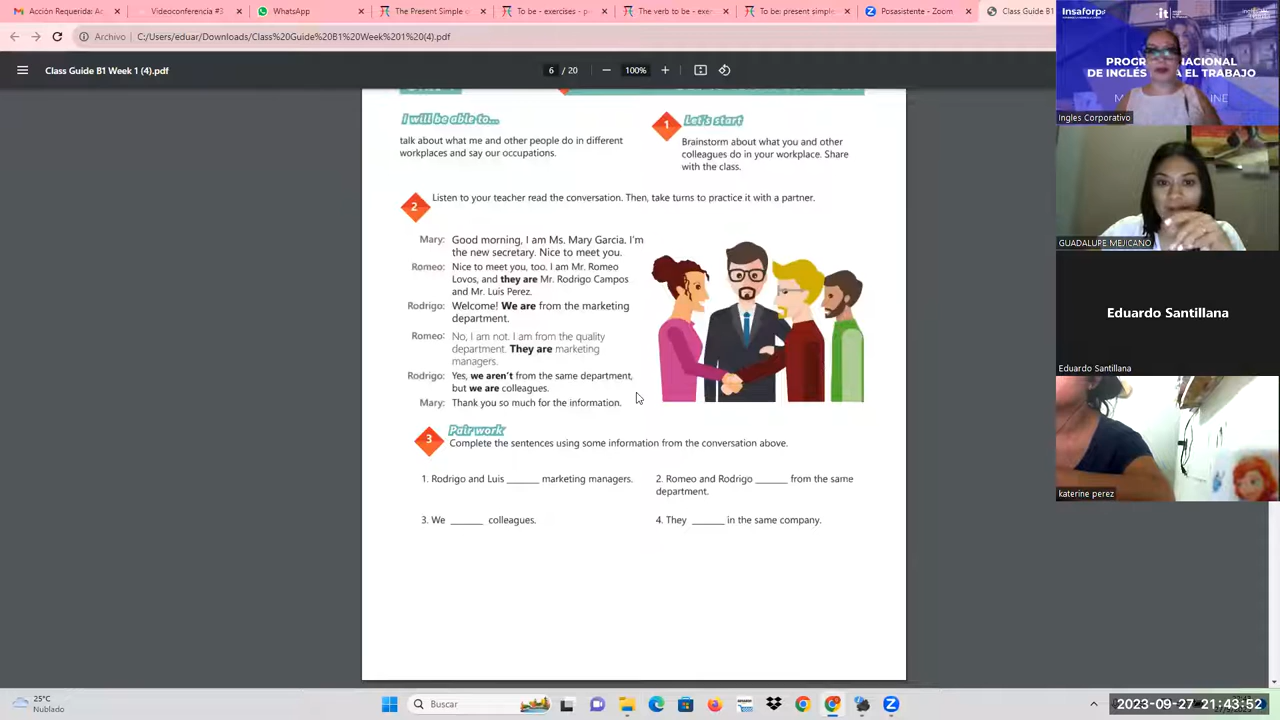 Acción Requerida: Ac
Videoconferencia #3
WhatsApp
The Present Simple o
To be - exercises - p
The verb to be - exe
To be: present simple
Posasistente - Zoom
Class Guide B1
Archivo
C:/Users/eduar/Downloads/Class%20Guide%20B1%20Week%201%20(4).pdf
Class Guide B1 Week 1 (4).pdf
6 / 20
100%
I will be able to...
talk about what me and other people do in different
workplaces and say our occupations.
1
Let's start
Brainstorm about what you and other
colleagues do in your workplace. Share
with the class.
2
Listen to your teacher read the conversation. Then, take turns to practice it with a partner.
Mary: Good morning, I am Ms. Mary Garcia. I'm
the new secretary. Nice to meet you.
Romeo: Nice to meet you, too. I am Mr. Romeo
Lovos, and they are Mr. Rodrigo Campos
and Mr. Luis Perez.
Rodrigo: Welcome! We are from the marketing
department.
Romeo: No, I am not. I am from the quality
department. They are marketing
managers.
Rodrigo: Yes, we aren't from the same department,
but we are colleagues.
Mary: Thank you so much for the information.
3
Pair work
Complete the sentences using some information from the conversation above.
1. Rodrigo and Luis ______ marketing managers.
2. Romeo and Rodrigo ______ from the same
department.
3. We ______ colleagues.
4. They ______ in the same company.
Insaforp
Ingles Corporativo
GUADALUPE MEJICANO
Eduardo Santillana
Eduardo Santillana
katerine perez
25°C
Nublado
Buscar
2023-09-27 21:43:52